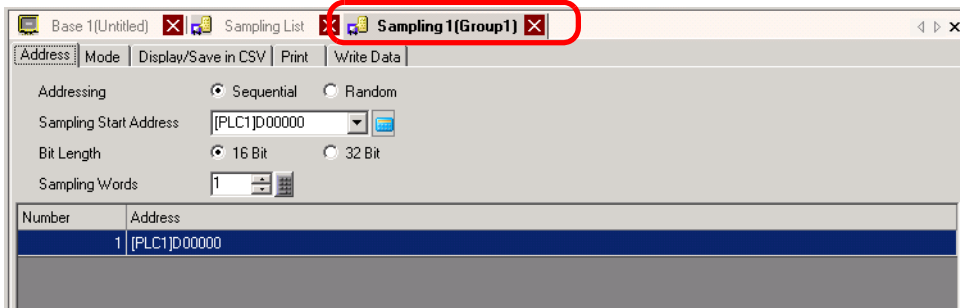 Base 1(Untitled) Sampling List Sampling 1(Group1)
Address Mode Display/Save in CSV Print Write Data
Addressing Sequential Random
Sampling Start Address [PLC1]D00000
Bit Length 16 Bit 32 Bit
Sampling Words 1
Number Address
1 [PLC1]D00000